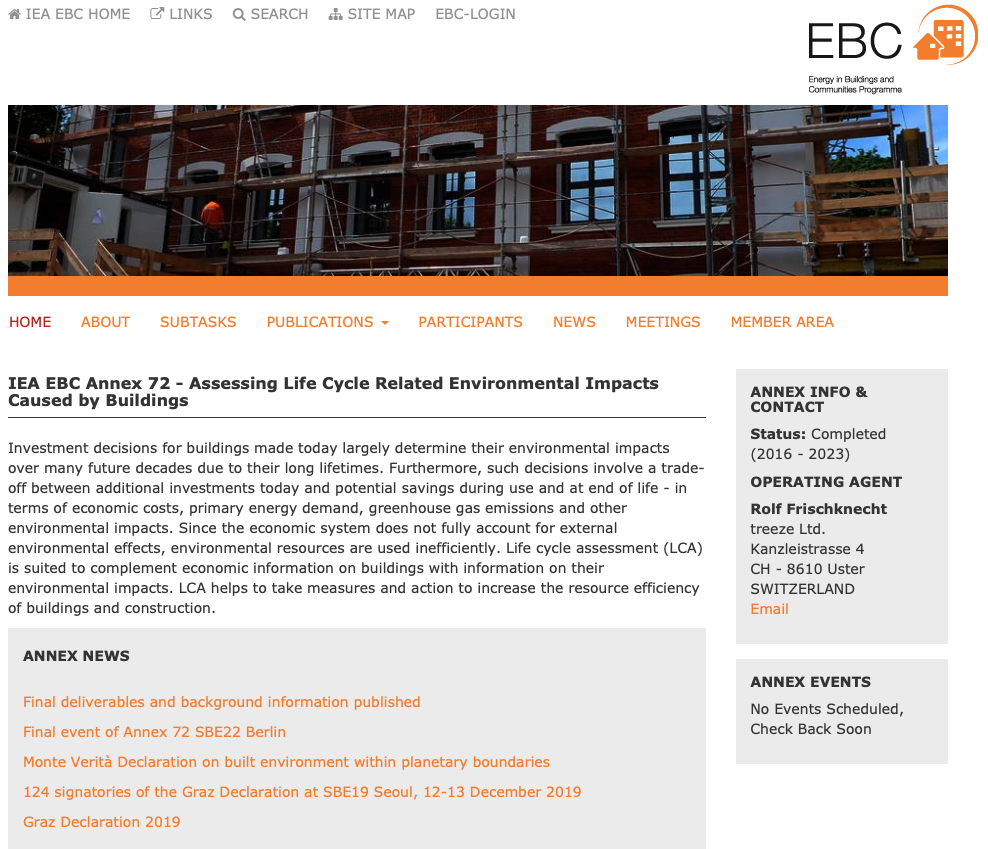 IEA EBC HOME LINKS SEARCH SITE MAP EBC-LOGIN
EBC
Energy in Buildings and
Communities Programme
HOME ABOUT SUBTASKS PUBLICATIONS PARTICIPANTS NEWS MEETINGS MEMBER AREA
IEA EBC Annex 72 - Assessing Life Cycle Related Environmental Impacts
Caused by Buildings
Investment decisions for buildings made today largely determine their environmental impacts
over many future decades due to their long lifetimes. Furthermore, such decisions involve a trade-
off between additional investments today and potential savings during use and at end of life - in
terms of economic costs, primary energy demand, greenhouse gas emissions and other
environmental impacts. Since the economic system does not fully account for external
environmental effects, environmental resources are used inefficiently. Life cycle assessment (LCA)
is suited to complement economic information on buildings with information on their
environmental impacts. LCA helps to take measures and action to increase the resource efficiency
of buildings and construction.
ANNEX NEWS
Final deliverables and background information published
Final event of Annex 72 SBE22 Berlin
Monte Verità Declaration on built environment within planetary boundaries
124 signatories of the Graz Declaration at SBE19 Seoul, 12-13 December 2019
Graz Declaration 2019
ANNEX INFO &
CONTACT
Status: Completed
(2016 - 2023)
OPERATING AGENT
Rolf Frischknecht
treeze Ltd.
Kanzleistrasse 4
CH - 8610 Uster
SWITZERLAND
Email
ANNEX EVENTS
No Events Scheduled,
Check Back Soon